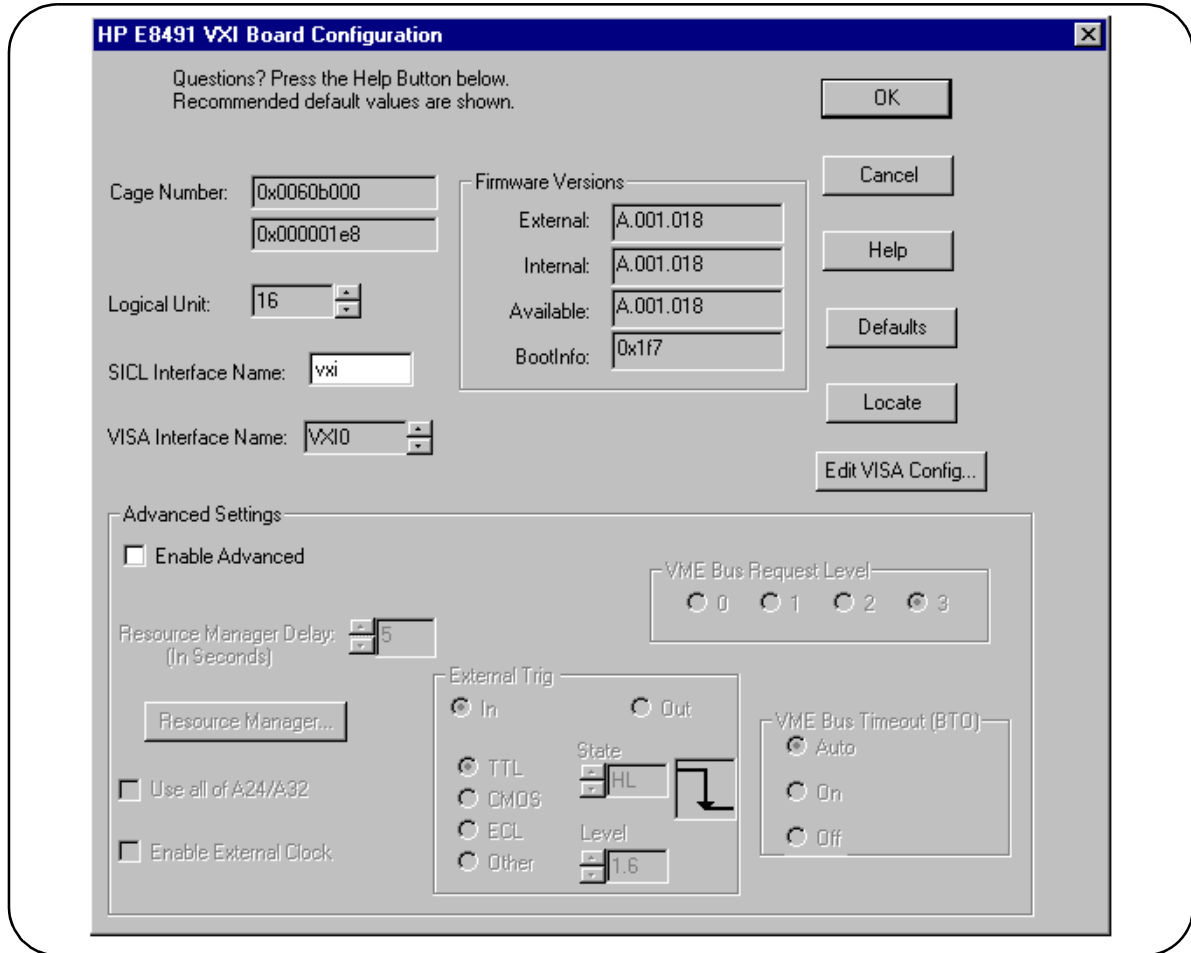 HP E8491 VXI Board Configuration
Questions? Press the Help Button below.
Recommended default values are shown.
OK
Cancel
Help
Defaults
Locate
Edit VISA Config...
Cage Number:
0x0060b000
0x000001e8
Logical Unit:
16
SICL Interface Name:
vxi
VISA Interface Name:
VXI0
Firmware Versions
External:
A.001.018
Internal:
A.001.018
Available:
A.001.018
BootInfo:
0x1f7
Advanced Settings
Enable Advanced
Resource Manager Delay:
(In Seconds)
5
Resource Manager...
Use all of A24/A32
Enable External Clock
VME Bus Request Level
0
1
2
3
External Trig
In
Out
TTL
CMOS
ECL
Other
State
HL
Level
1.6
VME Bus Timeout (BTO)
Auto
On
Off